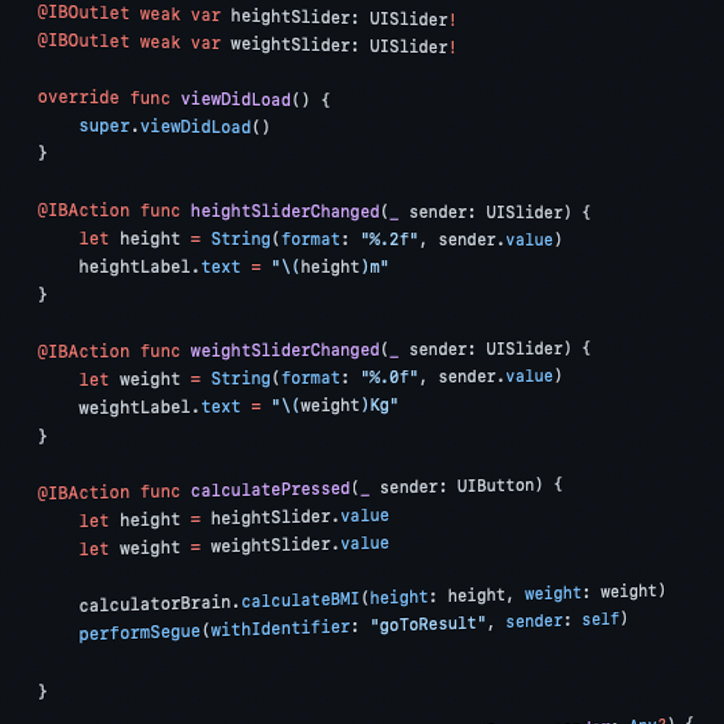 @IBOutlet weak var heightSlider: UISlider!
@IBOutlet weak var weightSlider: UISlider!
override func viewDidLoad() {
super.viewDidLoad()
}
@IBAction func heightSliderChanged(_ sender: UISlider) {
let height = String(format: "%.2f", sender.value)
heightLabel.text = "\(height)m"
}
@IBAction func weightSliderChanged(_ sender: UISlider) {
let weight = String(format: "%.0f", sender.value)
weightLabel.text = "\(weight)Kg"
}
@IBAction func calculatePressed(_ sender: UIButton) {
let height = heightSlider.value
let weight = weightSlider.value
calculatorBrain.calculateBMI(height: height, weight: weight)
performSegue(withIdentifier: "goToResult", sender: self)
}
Any?) {